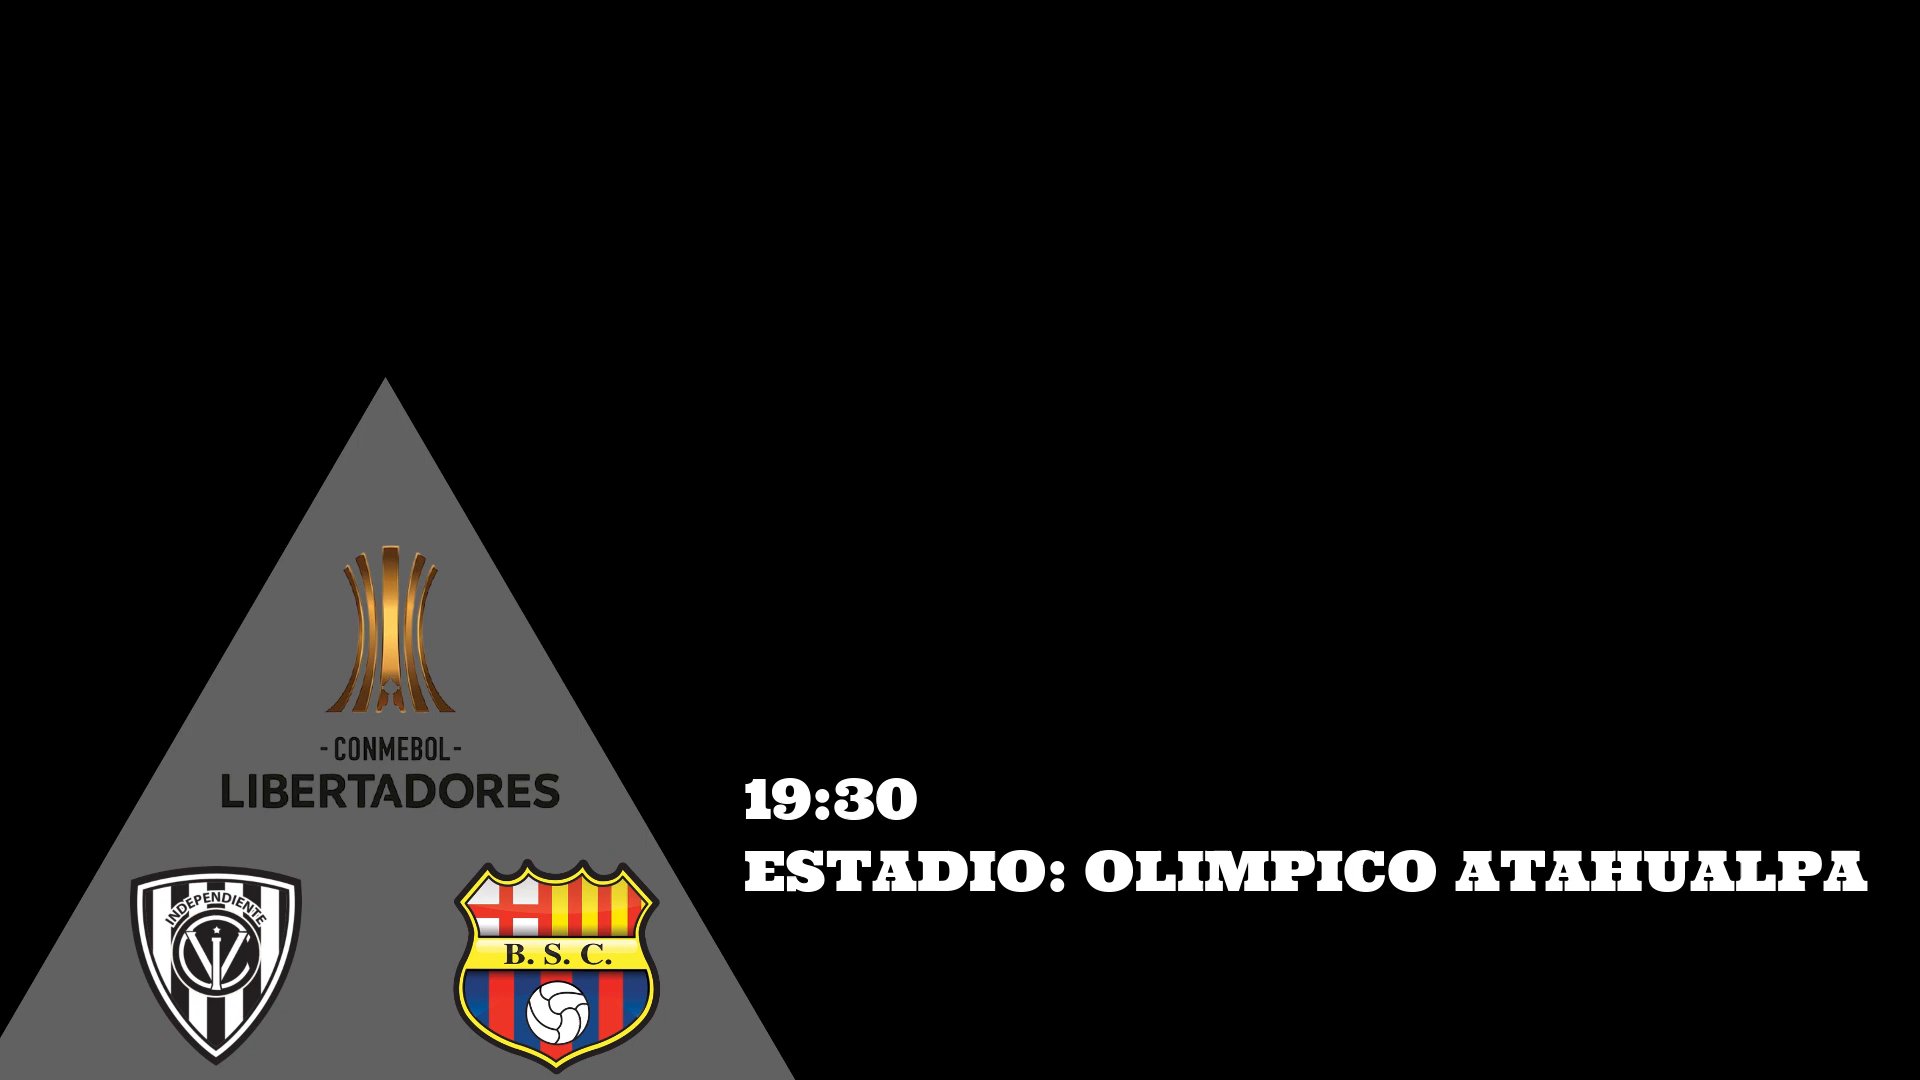 -CONMEBOL-
LIBERTADORES
19:30
ESTADIO: OLIMPICO ATAHUALPA
INDEPENDIENTE
B. S. C.